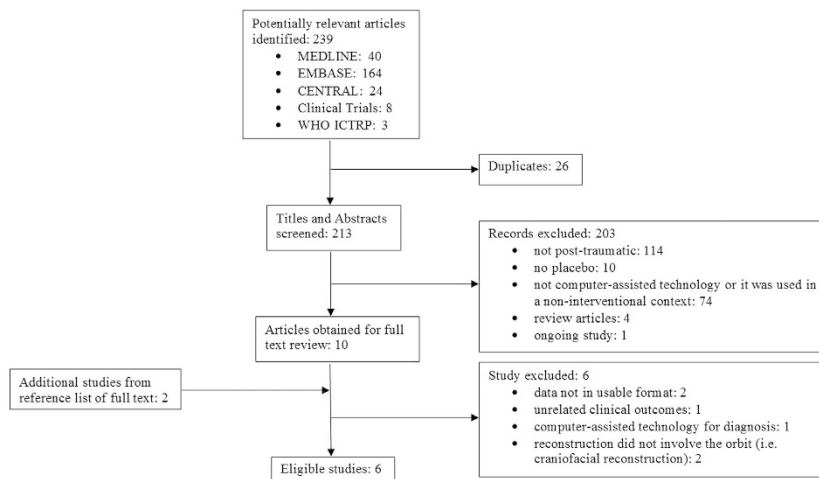 Potentially relevant articles
identified: 239
• MEDLINE: 40
• EMBASE: 164
• CENTRAL: 24
• Clinical Trials: 8
• WHO ICTRP: 3
Duplicates: 26
Titles and Abstracts
screened: 213
Records excluded: 203
• not post-traumatic: 114
• no placebo: 10
• not computer-assisted technology or it was used in
a non-interventional context: 74
• review articles: 4
• ongoing study: 1
Articles obtained for full
text review: 10
Additional studies from
reference list of full text: 2
Study excluded: 6
• data not in usable format: 2
• unrelated clinical outcomes: 1
• computer-assisted technology for diagnosis: 1
• reconstruction did not involve the orbit (i.e.
craniofacial reconstruction): 2
Eligible studies: 6